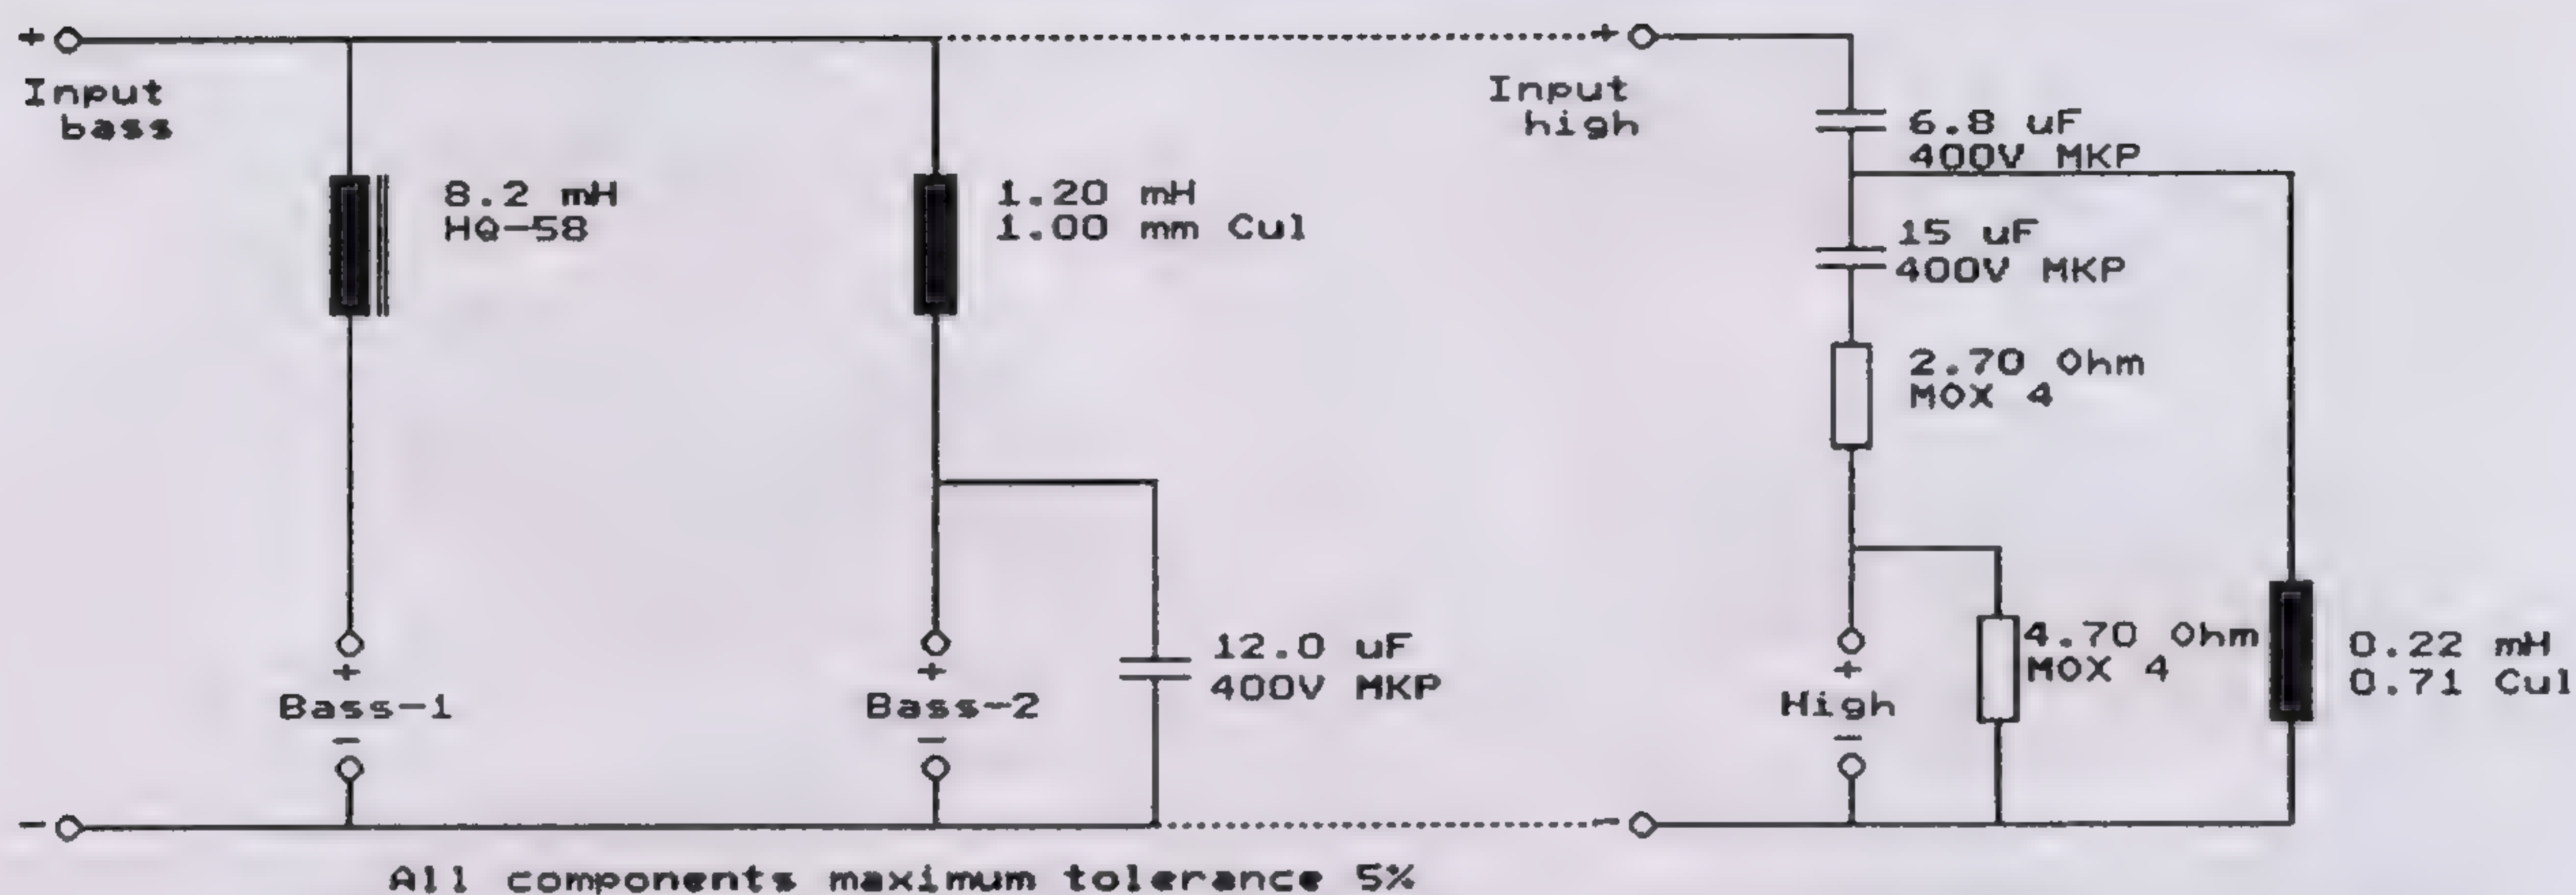 +
Input
bass
8.2 mH
HQ-58
1.20 mH
1.00 mm Cul
+
Bass-1
-
+
Bass-2
-
12.0 uF
400V MKP
+
Input
high
6.8 uF
400V MKP
15 uF
400V MKP
2.70 Ohm
MOX 4
+
High
-
4.70 Ohm
MOX 4
0.22 mH
0.71 Cul
-
-
All components maximum tolerance 5%